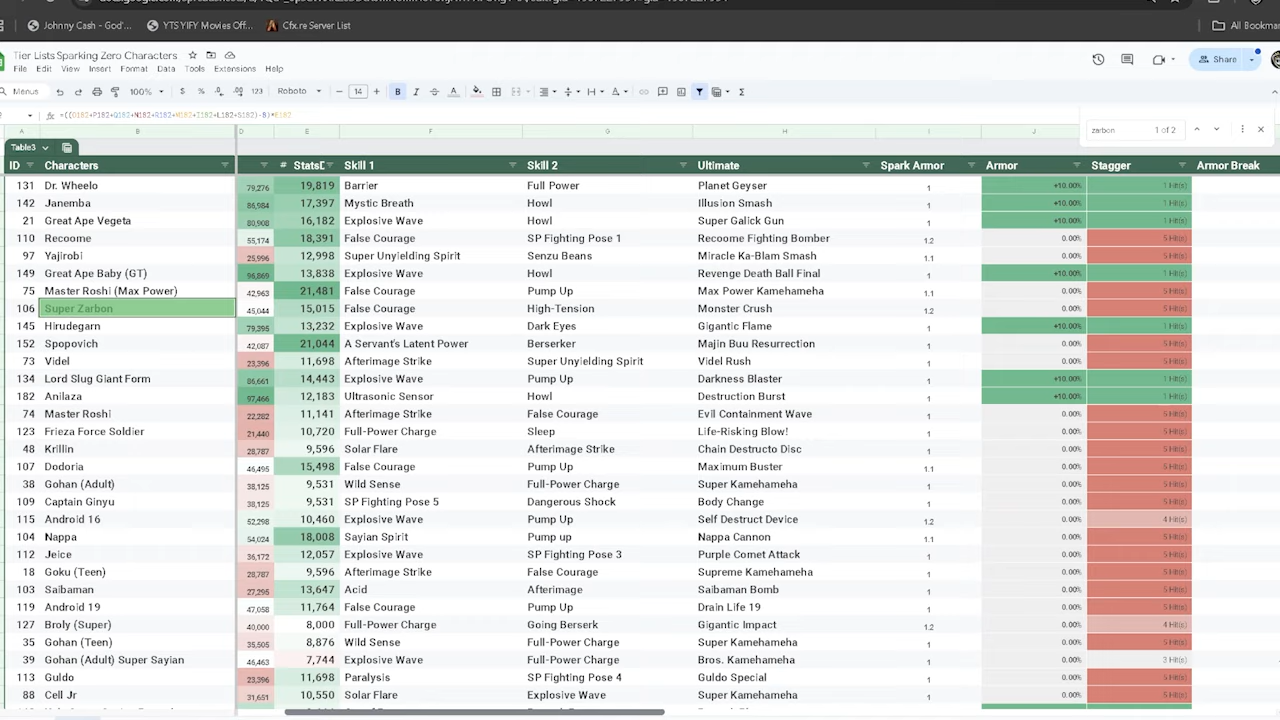 Johnny Cash - God'... YTS YIFY Movies Off... Cfx.re Server List All Bookmar
Tier Lists Sparking Zero Characters
File Edit View Insert Format Data Tools Extensions Help Share
Menus 100% $ % 123 Roboto 14 B I
zarbon 1 of 2
A B D E F G H I J
Table3
ID Characters # Stats Skill 1 Skill 2 Ultimate Spark Armor Armor Stagger Armor Break
131 Dr. Wheelo 79,276 19,819 Barrier Full Power Planet Geyser 1 +10.00% 1 Hit(s)
142 Janemba 86,984 17,397 Mystic Breath Howl Illusion Smash 1 +10.00% 1 Hit(s)
21 Great Ape Vegeta 80,908 16,182 Explosive Wave Howl Super Galick Gun 1 +10.00% 1 Hit(s)
110 Recoome 55,174 18,391 False Courage SP Fighting Pose 1 Recoome Fighting Bomber 1.2 0.00% 5 Hit(s)
97 Yajirobi 25,996 12,998 Super Unyielding Spirit Senzu Beans Miracle Ka-Blam Smash 1.1 0.00% 5 Hit(s)
149 Great Ape Baby (GT) 96,869 13,838 Explosive Wave Howl Revenge Death Ball Final 1 +10.00% 1 Hit(s)
75 Master Roshi (Max Power) 42,963 21,481 False Courage Pump Up Max Power Kamehameha 1.1 0.00% 5 Hit(s)
106 Super Zarbon 45,044 15,015 False Courage High-Tension Monster Crush 1.2 0.00% 5 Hit(s)
145 Hirudegarn 79,395 13,232 Explosive Wave Dark Eyes Gigantic Flame 1 +10.00% 1 Hit(s)
152 Spopovich 42,087 21,044 A Servant's Latent Power Berserker Majin Buu Resurrection 1 0.00% 5 Hit(s)
73 Videl 23,396 11,698 Afterimage Strike Super Unyielding Spirit Videl Rush 1 0.00% 5 Hit(s)
134 Lord Slug Giant Form 86,661 14,443 Explosive Wave Pump Up Darkness Blaster 1 +10.00% 1 Hit(s)
182 Anilaza 97,466 12,183 Ultrasonic Sensor Howl Destruction Burst 1 +10.00% 1 Hit(s)
74 Master Roshi 22,282 11,141 Afterimage Strike False Courage Evil Containment Wave 1 0.00% 5 Hit(s)
123 Frieza Force Soldier 21,440 10,720 Full-Power Charge Sleep Life-Risking Blow! 1 0.00% 5 Hit(s)
48 Krillin 28,787 9,596 Solar Flare Afterimage Strike Chain Destructo Disc 1 0.00% 5 Hit(s)
107 Dodoria 46,495 15,498 False Courage Pump Up Maximum Buster 1.1 0.00% 5 Hit(s)
38 Gohan (Adult) 38,125 9,531 Wild Sense Full-Power Charge Super Kamehameha 1 0.00% 5 Hit(s)
109 Captain Ginyu 38,125 9,531 SP Fighting Pose 5 Dangerous Shock Body Change 1 0.00% 5 Hit(s)
115 Android 16 52,298 10,460 Explosive Wave Pump Up Self Destruct Device 1.2 0.00% 4 Hit(s)
104 Nappa 54,024 18,008 Sayian Spirit Pump up Nappa Cannon 1.1 0.00% 5 Hit(s)
112 Jeice 36,172 12,057 Explosive Wave SP Fighting Pose 3 Purple Comet Attack 1 0.00% 5 Hit(s)
18 Goku (Teen) 28,787 9,596 Afterimage Strike False Courage Supreme Kamehameha 1 0.00% 5 Hit(s)
103 Saibaman 27,295 13,647 Acid Afterimage Saibaman Bomb 1 0.00% 5 Hit(s)
119 Android 19 47,058 11,764 False Courage Pump Up Drain Life 19 1 0.00% 5 Hit(s)
127 Broly (Super) 40,000 8,000 Full-Power Charge Going Berserk Gigantic Impact 1.2 0.00% 4 Hit(s)
35 Gohan (Teen) 35,505 8,876 Wild Sense Full-Power Charge Super Kamehameha 1 0.00% 5 Hit(s)
39 Gohan (Adult) Super Sayian 46,463 7,744 Explosive Wave Full-Power Charge Bros. Kamehameha 1 0.00% 3 Hit(s)
113 Guldo 23,396 11,698 Paralysis SP Fighting Pose 4 Guldo Special 1 0.00% 5 Hit(s)
88 Cell Jr 31,651 10,550 Solar Flare Explosive Wave Super Kamehameha 1 0.00% 5 Hit(s)